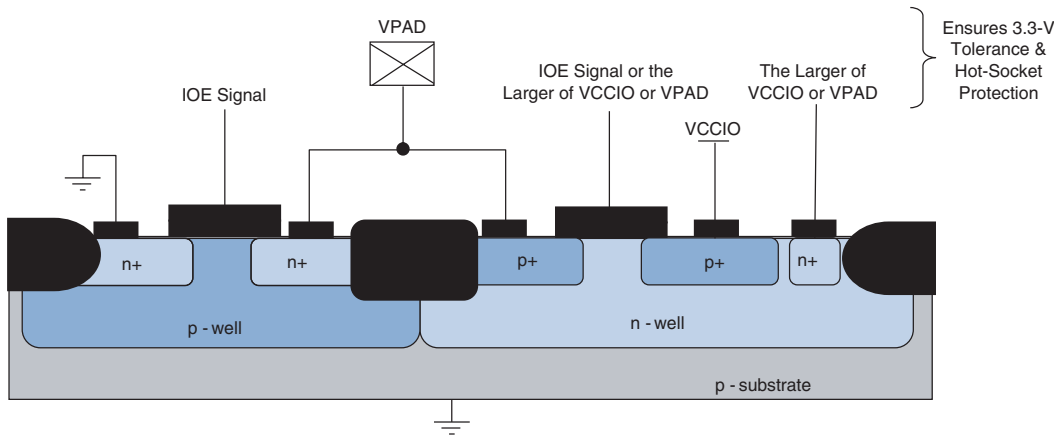 VPAD
IOE Signal
IOE Signal or the
Larger of VCCIO or VPAD
The Larger of
VCCIO or VPAD
Ensures 3.3-V
Tolerance &
Hot-Socket
Protection
VCCIO
n+
n+
p+
p+
n+
p - well
n - well
p - substrate